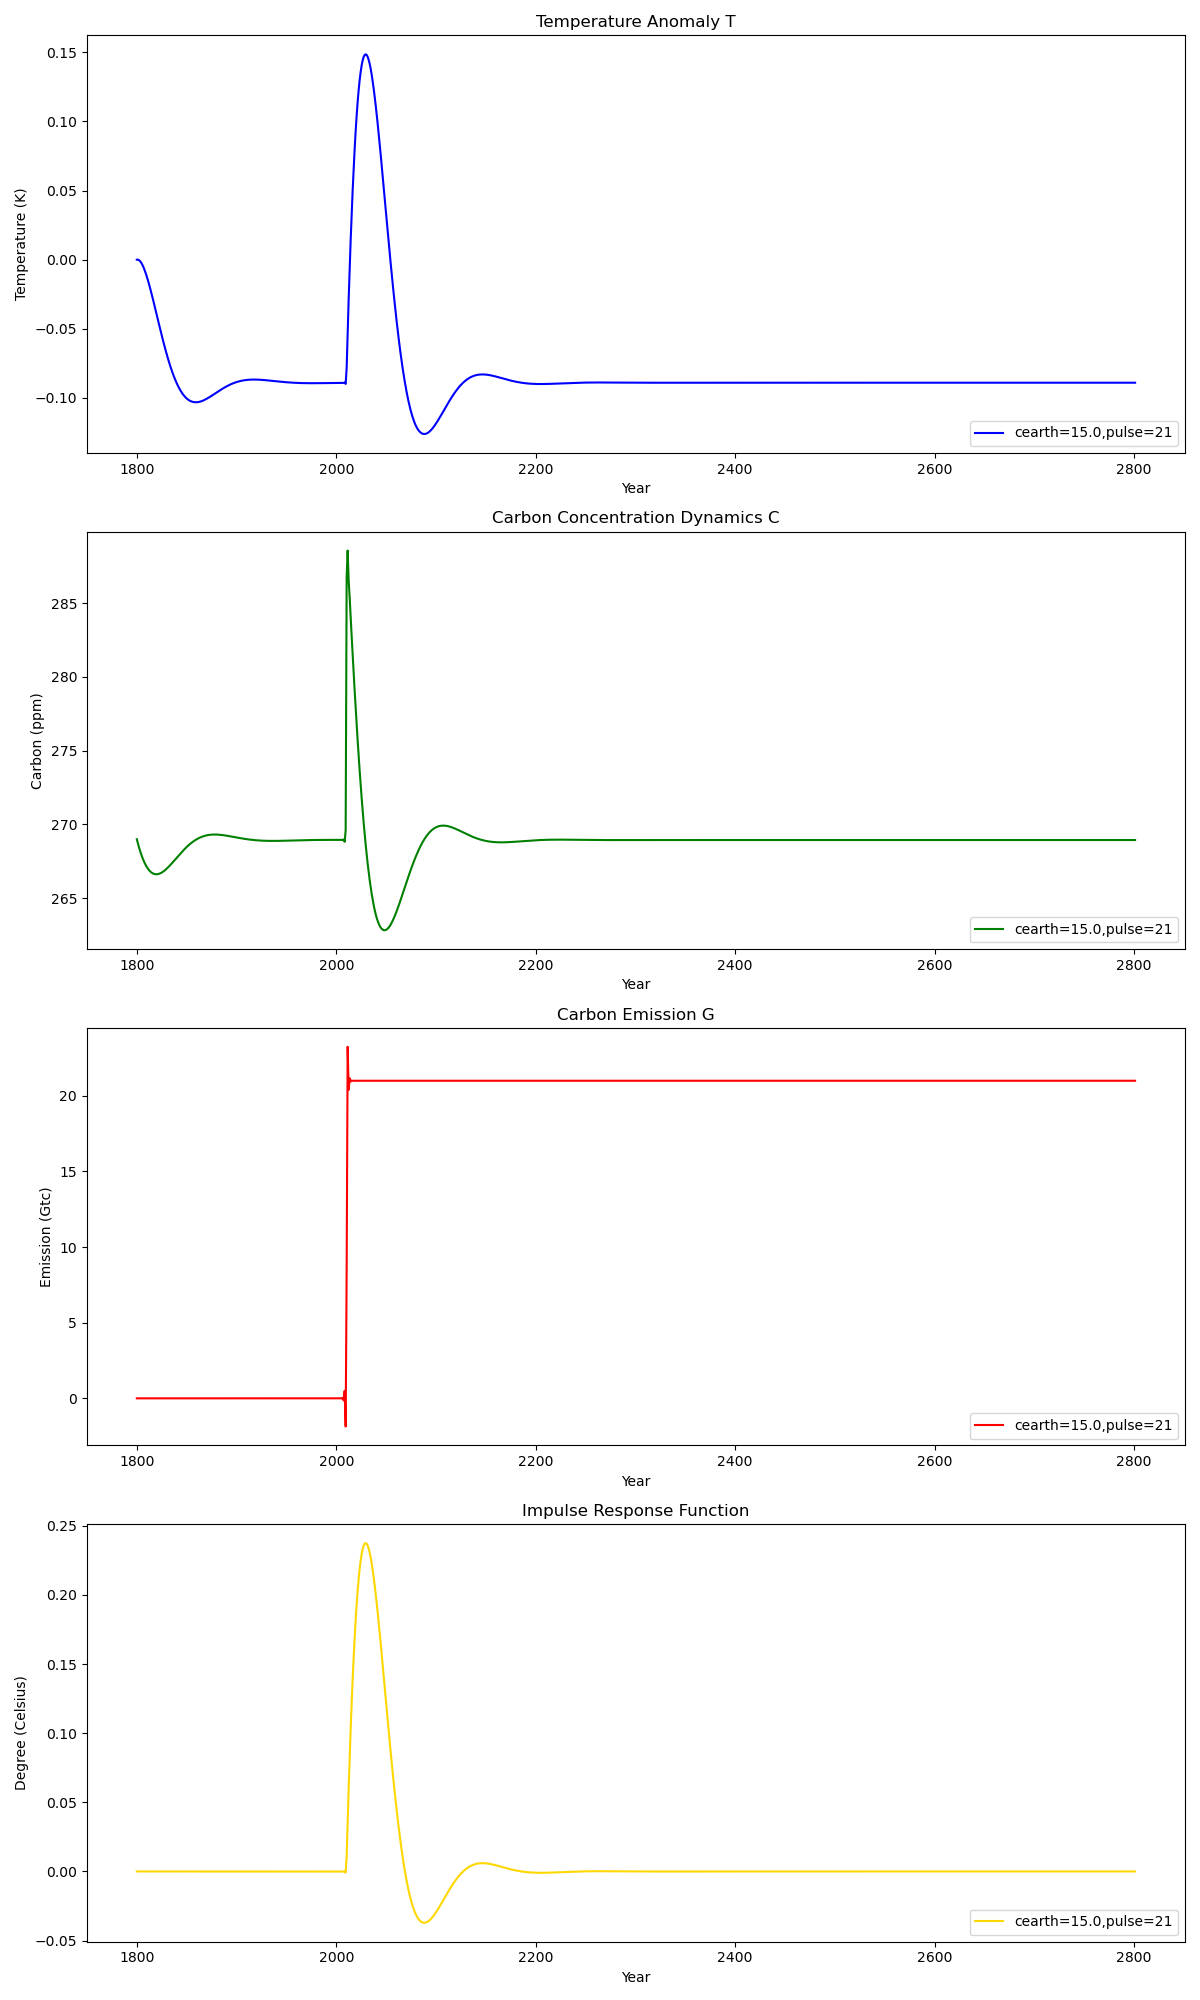 Temperature Anomaly T
0.15
0.10
0.05
0.00
−0.05
−0.10
Temperature (K)
cearth=15.0,pulse=21
1800 2000 2200 2400 2600 2800
Year
Carbon Concentration Dynamics C
285
280
275
270
265
Carbon (ppm)
cearth=15.0,pulse=21
1800 2000 2200 2400 2600 2800
Year
Carbon Emission G
20
15
10
5
0
Emission (Gtc)
cearth=15.0,pulse=21
1800 2000 2200 2400 2600 2800
Year
Impulse Response Function
0.25
0.20
0.15
0.10
0.05
0.00
−0.05
Degree (Celsius)
cearth=15.0,pulse=21
1800 2000 2200 2400 2600 2800
Year